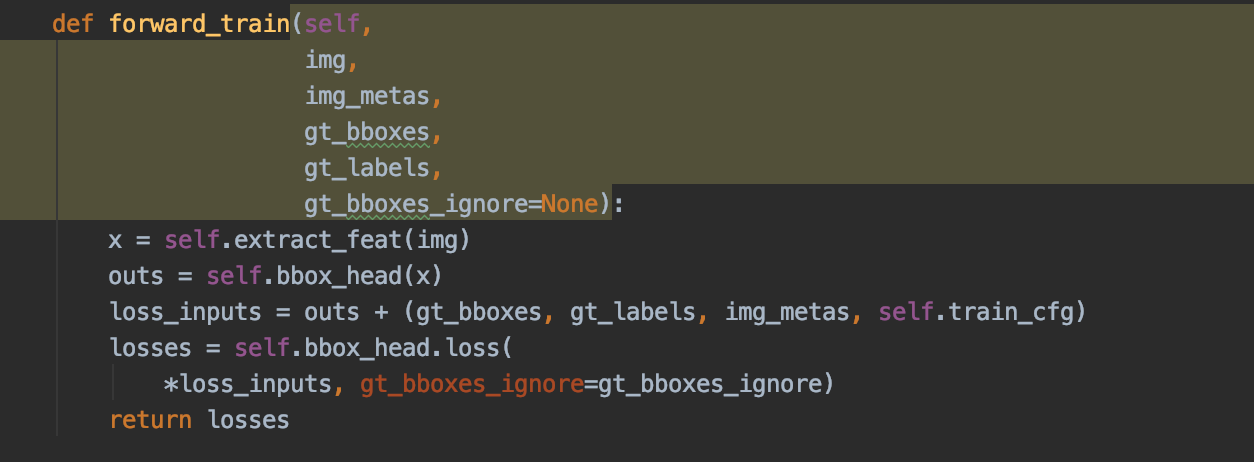 def forward_train(self,
img,
img_metas,
gt_bboxes,
gt_labels,
gt_bboxes_ignore=None):
x = self.extract_feat(img)
outs = self.bbox_head(x)
loss_inputs = outs + (gt_bboxes, gt_labels, img_metas, self.train_cfg)
losses = self.bbox_head.loss(
*loss_inputs, gt_bboxes_ignore=gt_bboxes_ignore)
return losses